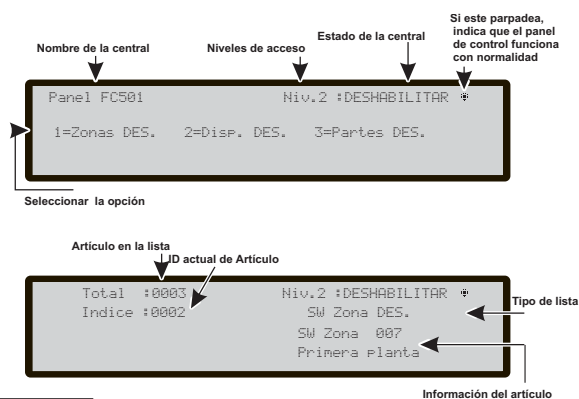 Nombre de la central
Niveles de acceso
Estado de la central
Si este parpadea,
indica que el panel
de control funciona
con normalidad
Panel FC501 Niv.2 :DESHABILITAR
1=Zonas DES. 2=Disp. DES. 3=Partes DES.
Seleccionar la opción
Artículo en la lista
ID actual de Artículo
Total :0003 Niv.2 :DESHABILITAR
Indice :0002 SW Zona DES.
SW Zona 007
Primera planta
Tipo de lista
Información del artículo